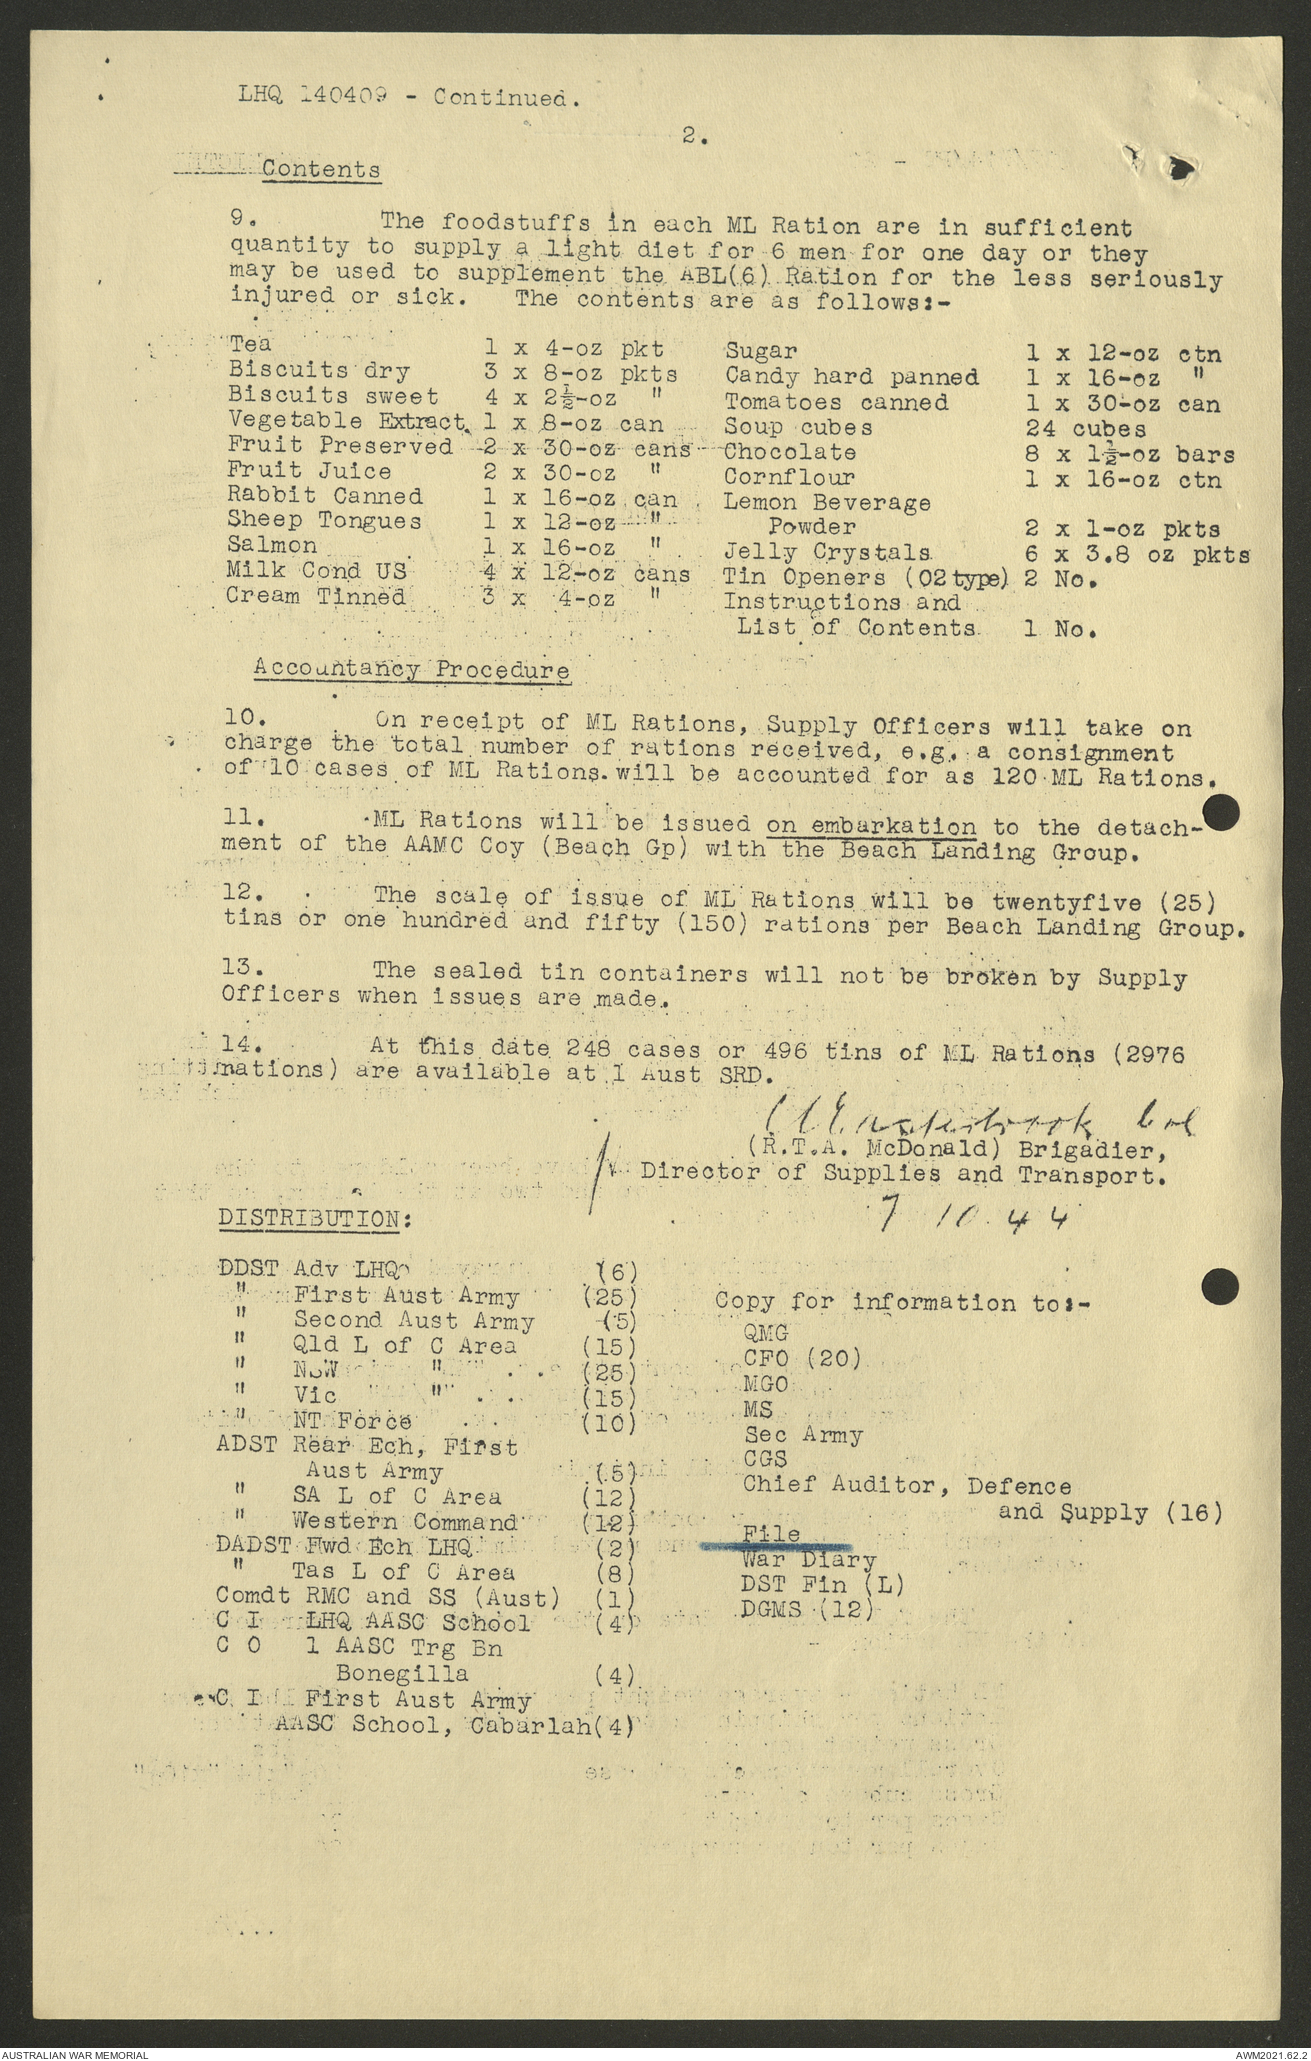 LHQ 140409 - Continued.
2.
Contents
9. The foodstuffs in each ML Ration are in sufficient
quantity to supply a light diet for 6 men for one day or they
may be used to supplement the ABL(6) Ration for the less seriously
injured or sick. The contents are as follows:-
Tea 1 x 4-oz pkt Sugar 1 x 12-oz ctn
Biscuits dry 3 x 8-oz pkts Candy hard panned 1 x 16-oz "
Biscuits sweet 4 x 2½-oz " Tomatoes canned 1 x 30-oz can
Vegetable Extract 1 x 8-oz can Soup cubes 24 cubes
Fruit Preserved 2 x 30-oz cans Chocolate 8 x 1½-oz bars
Fruit Juice 2 x 30-oz " Cornflour 1 x 16-oz ctn
Rabbit Canned 1 x 16-oz can Lemon Beverage
Sheep Tongues 1 x 12-oz " Powder 2 x 1-oz pkts
Salmon 1 x 16-oz " Jelly Crystals 6 x 3.8 oz pkts
Milk Cond US 4 x 12-oz cans Tin Openers (02 type) 2 No.
Cream Tinned 3 x 4-oz " Instructions and
List of Contents 1 No.
Accountancy Procedure
10. On receipt of ML Rations, Supply Officers will take on
charge the total number of rations received, e.g. a consignment
of 10 cases of ML Rations will be accounted for as 120 ML Rations.
11. ML Rations will be issued on embarkation to the detach-
ment of the AAMC Coy (Beach Gp) with the Beach Landing Group.
12. The scale of issue of ML Rations will be twentyfive (25)
tins or one hundred and fifty (150) rations per Beach Landing Group.
13. The sealed tin containers will not be broken by Supply
Officers when issues are made.
14. At this date 248 cases or 496 tins of ML Rations (2976
rations) are available at 1 Aust SRD.
Col
(R.T.A. McDonald) Brigadier,
Director of Supplies and Transport.
7 10 44
DISTRIBUTION:
DDST Adv LHQ (6)
" First Aust Army (25) Copy for information to:-
" Second Aust Army (5) QMG
" Qld L of C Area (15) CFO (20)
" NSW " (25) MGO
" Vic " (15) MS
" NT Force (10) Sec Army
ADST Rear Ech, First CGS
Aust Army (5) Chief Auditor, Defence
" SA L of C Area (12) and Supply (16)
" Western Command (12) File
DADST Fwd Ech LHQ (2) War Diary
" Tas L of C Area (8) DST Fin (L)
Comdt RMC and SS (Aust) (1) DGMS (12)
C I LHQ AASC School (4)
C O 1 AASC Trg Bn
Bonegilla (4)
C I First Aust Army
AASC School, Cabarlah(4)
AUSTRALIAN WAR MEMORIAL AWM2021.62.2